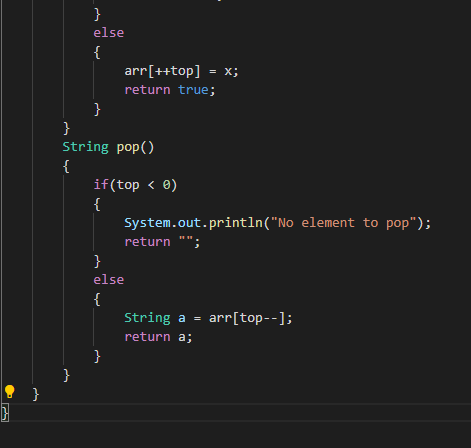 }
else
{
arr[++top] = x;
return true;
}
}
String pop()
{
if(top < 0)
{
System.out.println("No element to pop");
return "";
}
else
{
String a = arr[top--];
return a;
}
}
}
}